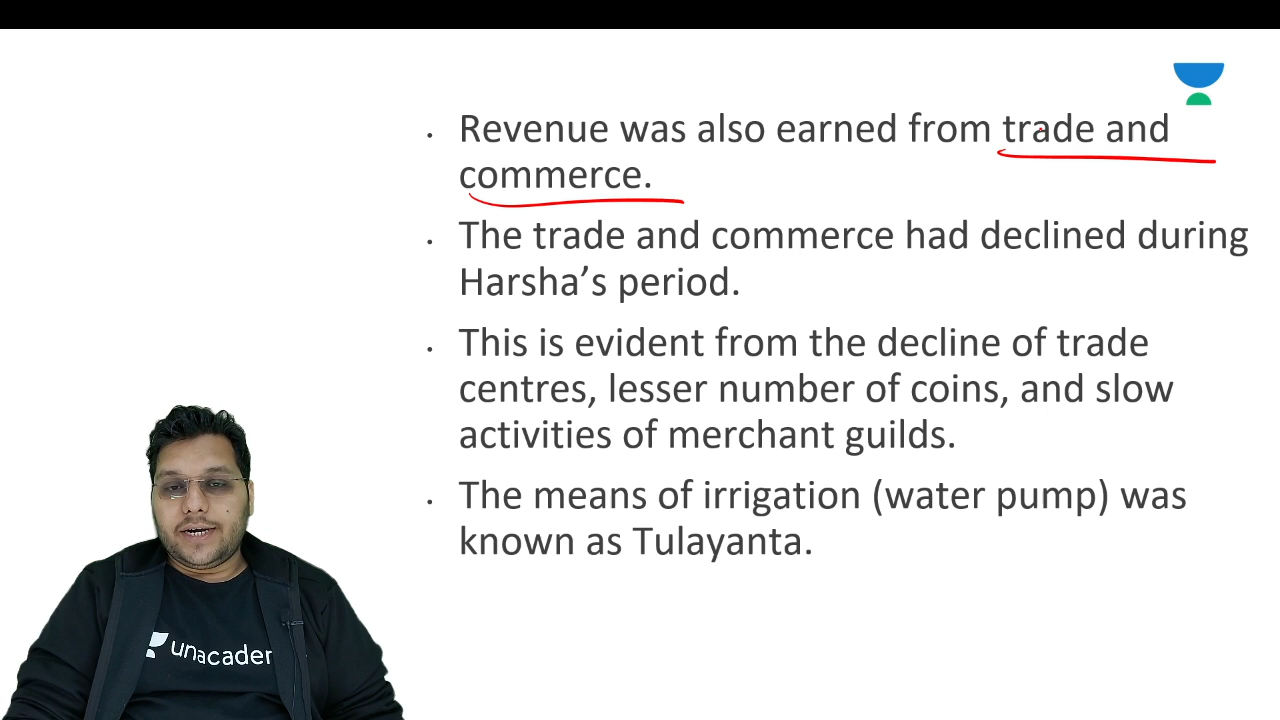 Revenue was also earned from trade and
commerce.
The trade and commerce had declined during
Harsha’s period.
This is evident from the decline of trade
centres, lesser number of coins, and slow
activities of merchant guilds.
The means of irrigation (water pump) was
known as Tulayanta.
unacadem